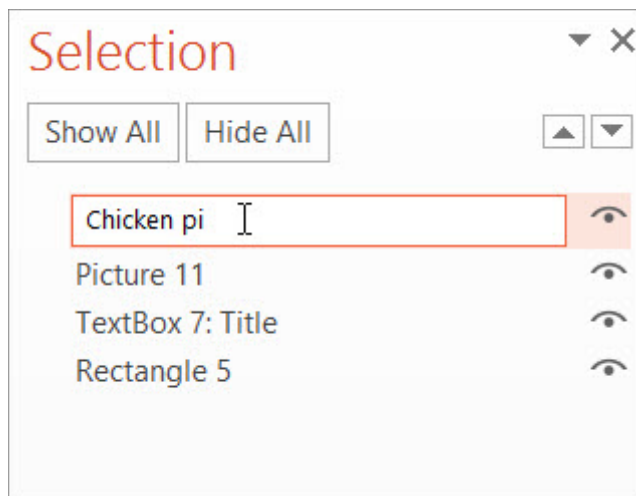 Selection
Show All Hide All
Chicken pi
Picture 11
TextBox 7: Title
Rectangle 5